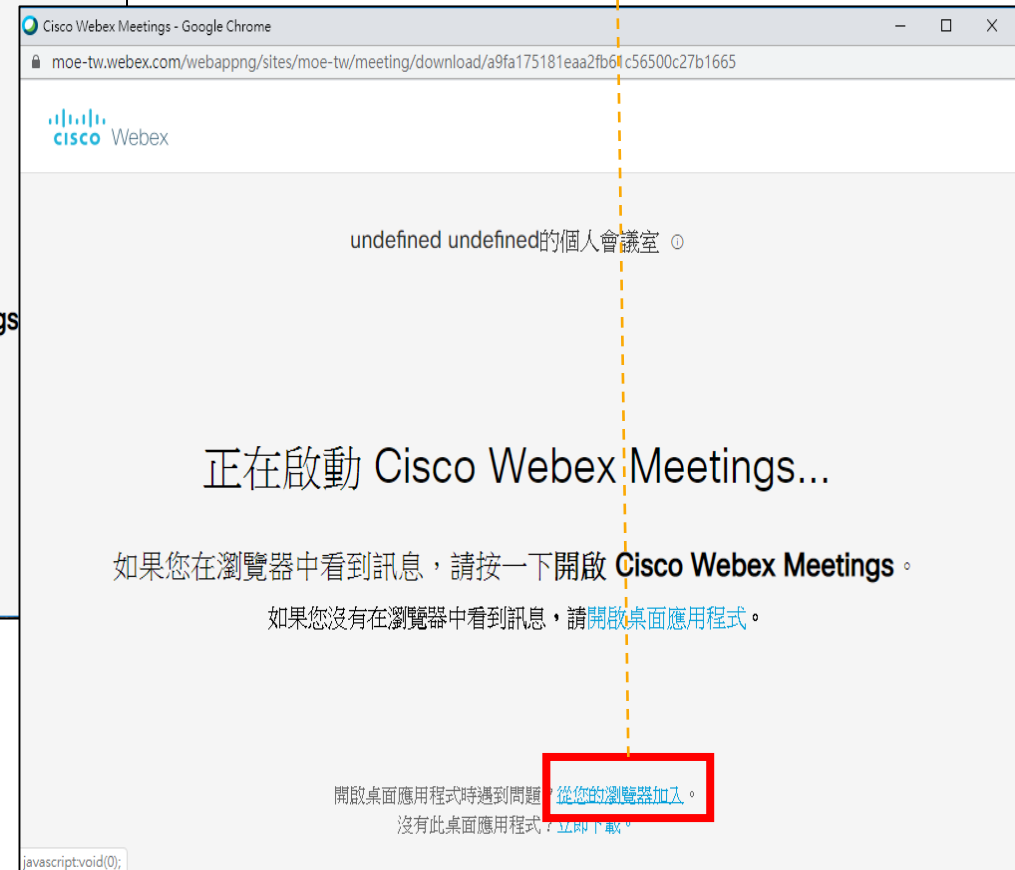 Cisco Webex Meetings - Google Chrome
moe-tw.webex.com/webappng/sites/moe-tw/meeting/download/a9fa175181eaa2fb61c56500c27b1665
cisco Webex
undefined undefined的個人會議室
gs
正在啟動 Cisco Webex Meetings...
如果您在瀏覽器中看到訊息，請按一下開啟 Cisco Webex Meetings。
如果您沒有在瀏覽器中看到訊息，請開啟桌面應用程式。
開啟桌面應用程式時遇到問題？從您的瀏覽器加入。
沒有此桌面應用程式？立即下載。
javascript:void(0);